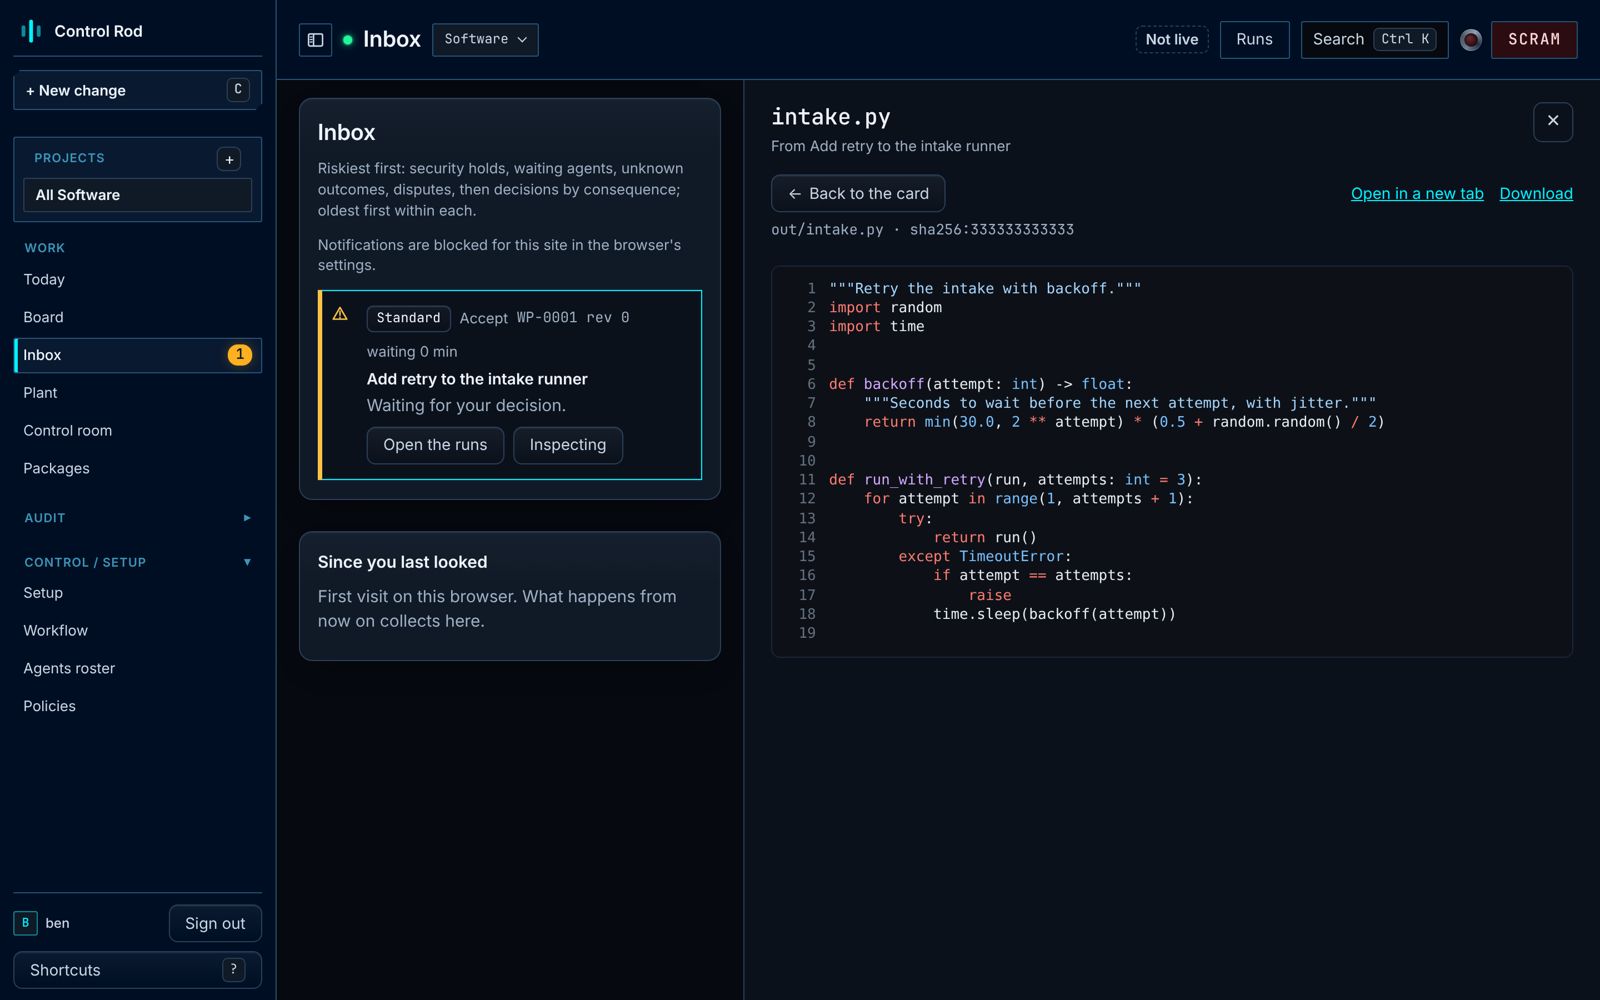 Control Rod
+ New change C
PROJECTS +
All Software
WORK
Today
Board
Inbox 1
Plant
Control room
Packages
AUDIT ▸
CONTROL / SETUP ▾
Setup
Workflow
Agents roster
Policies
B ben Sign out
Shortcuts ?
Inbox Software
Not live Runs Search Ctrl K SCRAM
Inbox
Riskiest first: security holds, waiting agents, unknown
outcomes, disputes, then decisions by consequence;
oldest first within each.
Notifications are blocked for this site in the browser's
settings.
Standard Accept WP-0001 rev 0
waiting 0 min
Add retry to the intake runner
Waiting for your decision.
Open the runs Inspecting
Since you last looked
First visit on this browser. What happens from
now on collects here.
intake.py ✕
From Add retry to the intake runner
← Back to the card Open in a new tab Download
out/intake.py · sha256:333333333333
1 """Retry the intake with backoff."""
2 import random
3 import time
4
5
6 def backoff(attempt: int) -> float:
7     """Seconds to wait before the next attempt, with jitter."""
8     return min(30.0, 2 ** attempt) * (0.5 + random.random() / 2)
9
10
11 def run_with_retry(run, attempts: int = 3):
12     for attempt in range(1, attempts + 1):
13         try:
14             return run()
15         except TimeoutError:
16             if attempt == attempts:
17                 raise
18             time.sleep(backoff(attempt))
19